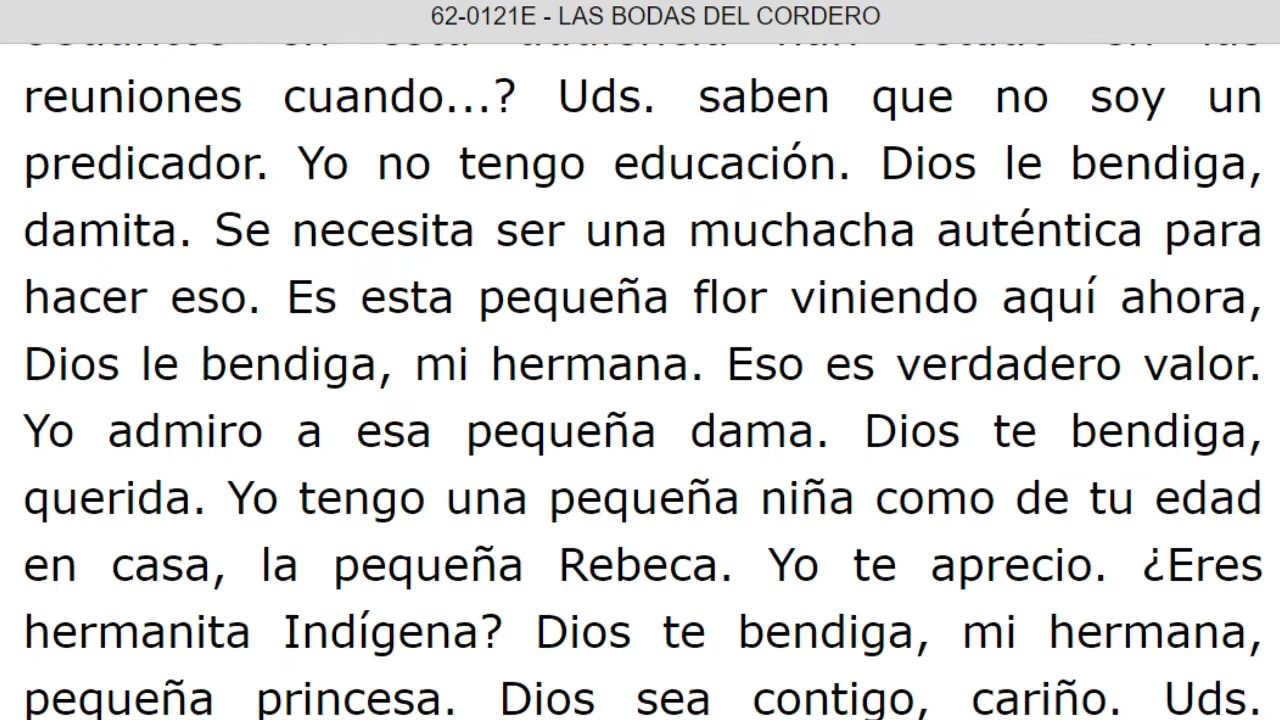 62-0121E - LAS BODAS DEL CORDERO
reuniones cuando...? Uds. saben que no soy un
predicador. Yo no tengo educación. Dios le bendiga,
damita. Se necesita ser una muchacha auténtica para
hacer eso. Es esta pequeña flor viniendo aquí ahora,
Dios le bendiga, mi hermana. Eso es verdadero valor.
Yo admiro a esa pequeña dama. Dios te bendiga,
querida. Yo tengo una pequeña niña como de tu edad
en casa, la pequeña Rebeca. Yo te aprecio. ¿Eres
hermanita Indígena? Dios te bendiga, mi hermana,
pequeña princesa. Dios sea contigo, cariño. Uds.